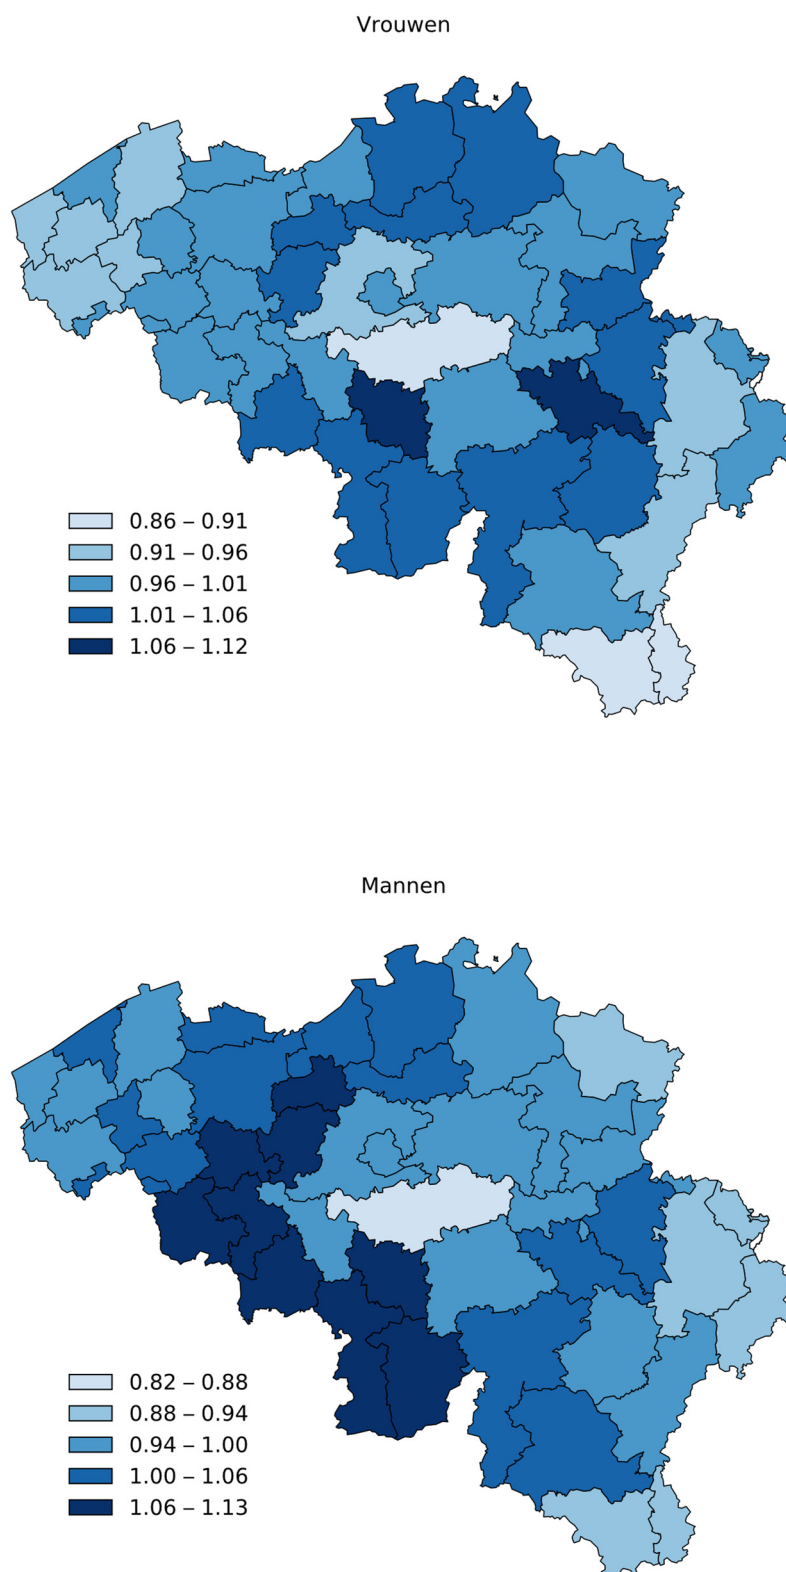 Vrouwen
0.86 – 0.91
0.91 – 0.96
0.96 – 1.01
1.01 – 1.06
1.06 – 1.12
Mannen
0.82 – 0.88
0.88 – 0.94
0.94 – 1.00
1.00 – 1.06
1.06 – 1.13